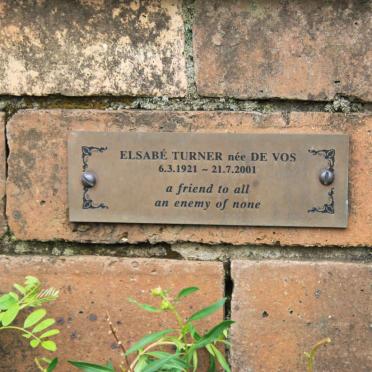 ELSABÉ TURNER née DE VOS
6.3.1921 ~ 21.7.2001
a friend to all
an enemy of none